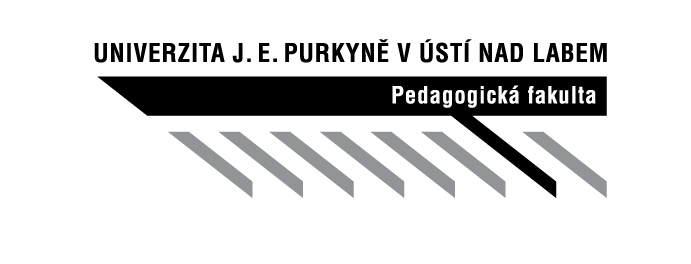 UNIVERZITA J. E. PURKYNĚ V ÚSTÍ NAD LABEM
Pedagogická fakulta